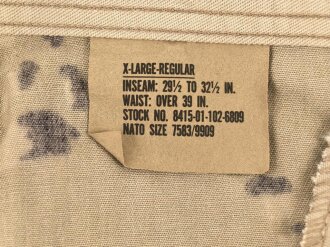 X-LARGE-REGULAR
INSEAM: 29½ TO 32½ IN.
WAIST: OVER 39 IN.
STOCK NO. 8415-01-102-6809
NATO SIZE 7583/9909